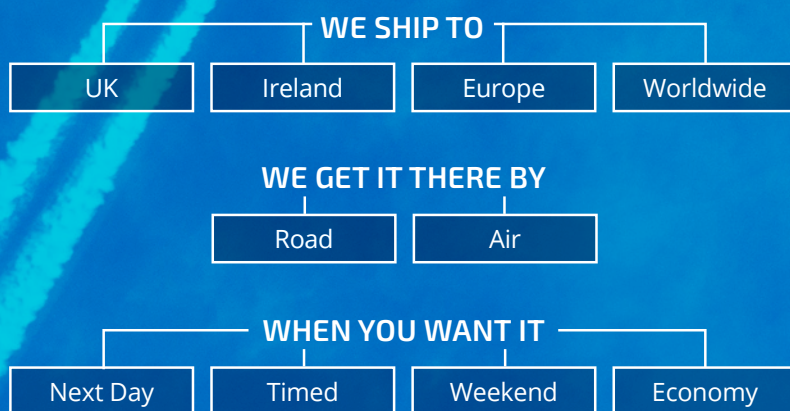 WE SHIP TO
UK Ireland Europe Worldwide
WE GET IT THERE BY
Road Air
WHEN YOU WANT IT
Next Day Timed Weekend Economy